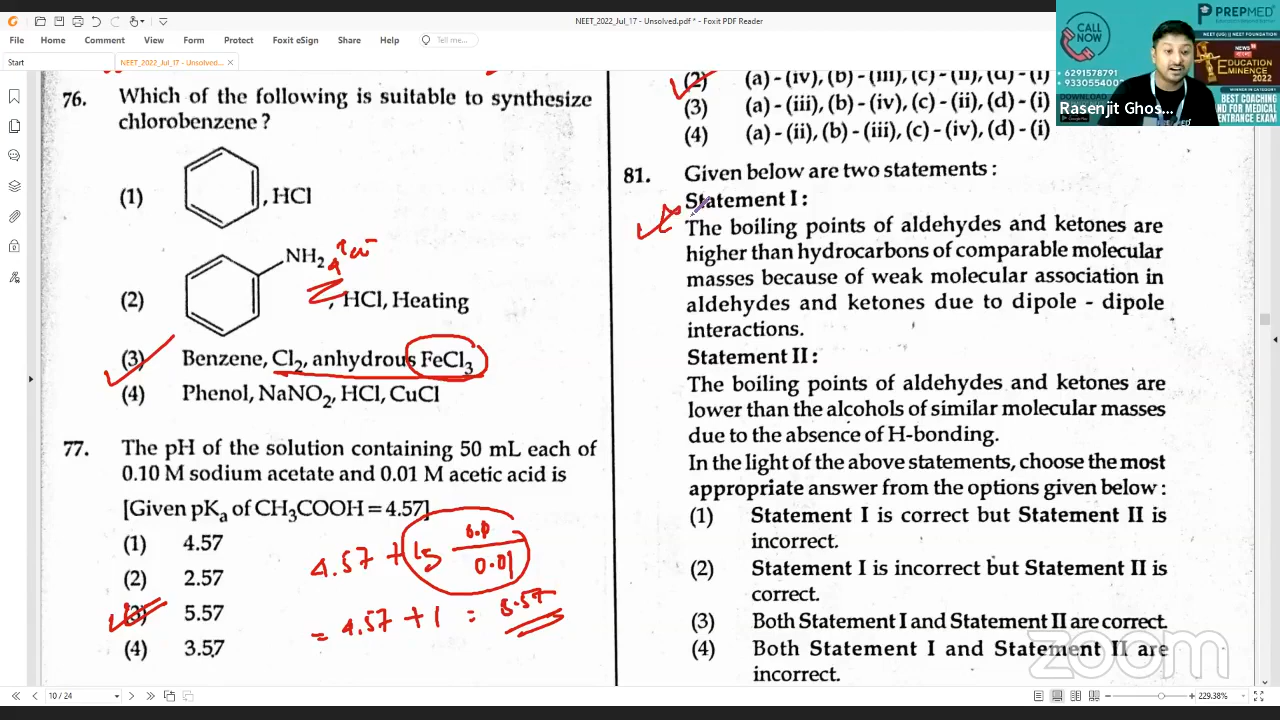 NEET_2022_Jul_17 - Unsolved.pdf * - Foxit PDF Reader
File Home Comment View Form Protect Foxit eSign Share Help Tell me...
Start NEET_2022_Jul_17 - Unsolved.p...
CALL NOW
6291578791
PREPMED
NEET (UG) | NEET FOUNDATION
NEWS
EDUCATION EMINENCE 2022
WINNER IN CATEGORY
BEST COACHING
AND FOR MEDICAL
ENTRANCE EXAM
Rasenjit Ghos...
76. Which of the following is suitable to synthesize
chlorobenzene ?
(1) , HCl
NH2
(2) , HCl, Heating
(3) Benzene, Cl2, anhydrous FeCl3
(4) Phenol, NaNO2, HCl, CuCl
77. The pH of the solution containing 50 mL each of
0.10 M sodium acetate and 0.01 M acetic acid is
[Given pKa of CH3COOH = 4.57]
(1) 4.57
(2) 2.57
(3) 5.57
(4) 3.57
4.57 +
0.01
= 4.57 + 1 = 5.57
(2) (a) - (iv), (b) - (iii), (c) - (ii), (d) - (i)
(3) (a) - (iii), (b) - (iv), (c) - (ii), (d) - (i)
(4) (a) - (ii), (b) - (iii), (c) - (iv), (d) - (i)
81. Given below are two statements :
Statement I :
The boiling points of aldehydes and ketones are
higher than hydrocarbons of comparable molecular
masses because of weak molecular association in
aldehydes and ketones due to dipole - dipole
interactions.
Statement II :
The boiling points of aldehydes and ketones are
lower than the alcohols of similar molecular masses
due to the absence of H-bonding.
In the light of the above statements, choose the most
appropriate answer from the options given below :
(1) Statement I is correct but Statement II is
incorrect.
(2) Statement I is incorrect but Statement II is
correct.
(3) Both Statement I and Statement II are correct.
(4) Both Statement I and Statement II are
incorrect.
zoom
10 / 24
229.38%